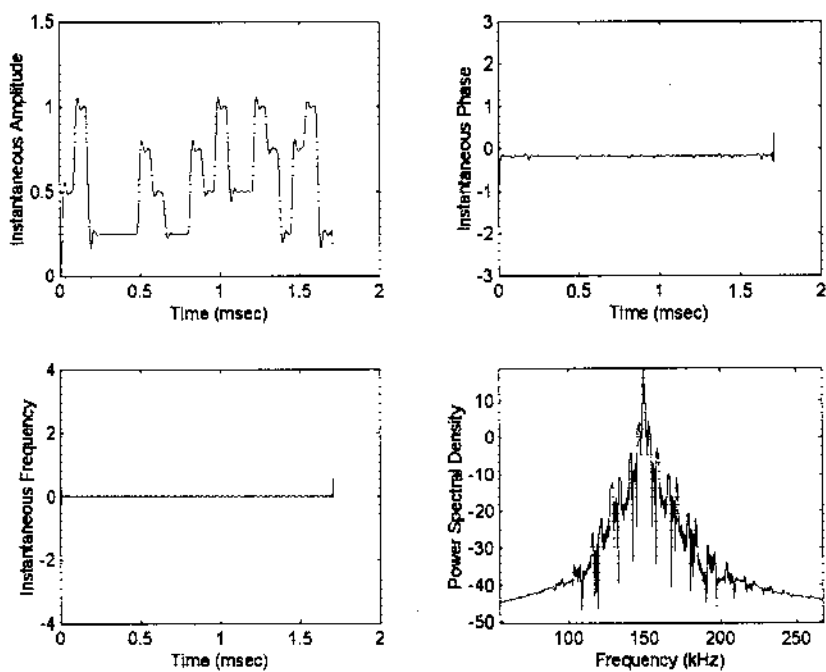 1.5
1
0.5
0
Instantaneous Amplitude
0 0.5 1 1.5 2
Time (msec)
3
2
1
0
-1
-2
-3
Instantaneous Phase
0 0.5 1 1.5 2
Time (msec)
4
2
0
-2
-4
Instantaneous Frequency
0 0.5 1 1.5 2
Time (msec)
10
0
-10
-20
-30
-40
-50
Power Spectral Density
100 150 200 250
Frequency (kHz)